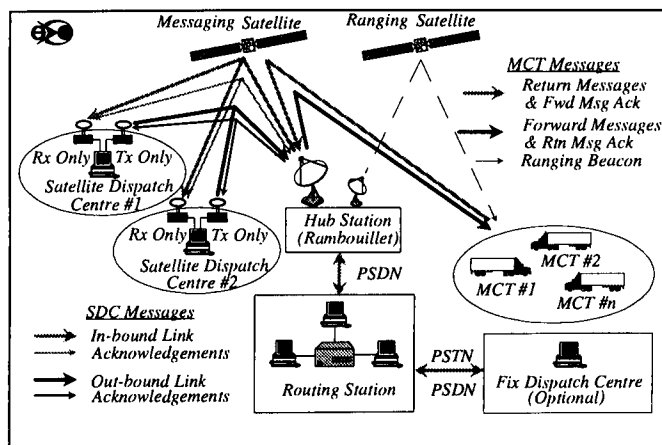 Messaging Satellite
Ranging Satellite
MCT Messages
Return Messages
& Fwd Msg Ack
Forward Messages
& Rtn Msg Ack
Ranging Beacon
Rx Only
Tx Only
Satellite Dispatch
Centre #1
Rx Only
Tx Only
Satellite Dispatch
Centre #2
Hub Station
(Rambouillet)
MCT #2
MCT #1
MCT #n
PSDN
SDC Messages
In-bound Link
Acknowledgements
Out-bound Link
Acknowledgements
Routing Station
PSTN
PSDN
Fix Dispatch Centre
(Optional)